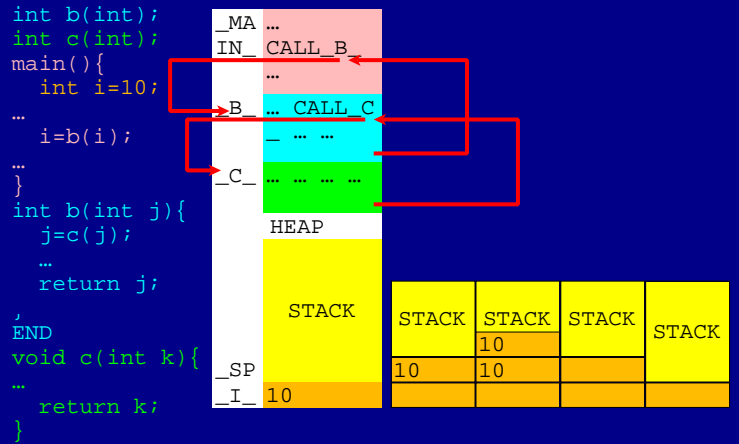 int b(int);
int c(int);
main(){
int i=10;
…
i=b(i);
…
}
int b(int j){
j=c(j);
…
return j;
,
END
void c(int k){
…
return k;
}
_MA …
IN_ CALL_B_
…
_B_ … CALL_C
_ … …
_C_ … … … …
HEAP
STACK
_SP
_I_ 10
STACK STACK STACK STACK
10
10 10